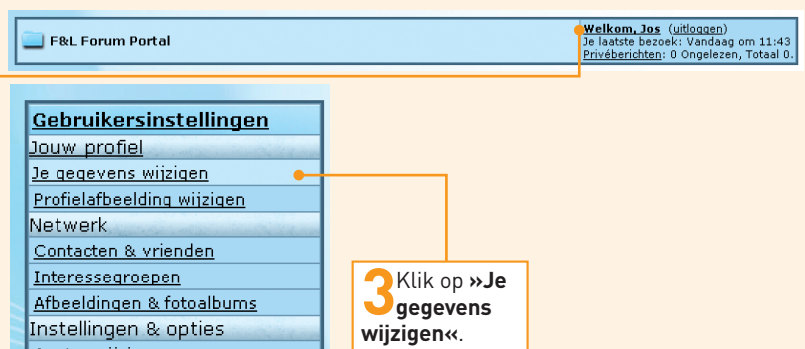 F&L Forum Portal
Welkom, Jos (uitloggen)
Je laatste bezoek: Vandaag om 11:43
Privéberichten: 0 Ongelezen, Totaal 0.
Gebruikersinstellingen
Jouw profiel
Je gegevens wijzigen
Profielafbeelding wijzigen
Netwerk
Contacten & vrienden
Interessegroepen
Afbeeldingen & fotoalbums
Instellingen & opties
3 Klik op »Je
gegevens
wijzigen«.